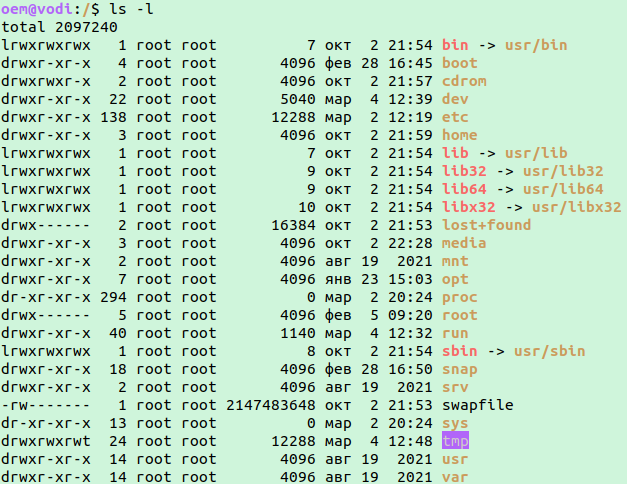 oem@vodi:/$ ls -l
total 2097240
lrwxrwxrwx   1 root root          7 окт  2 21:54 bin -> usr/bin
drwxr-xr-x   4 root root       4096 фев 28 16:45 boot
drwxrwxr-x   2 root root       4096 окт  2 21:57 cdrom
drwxr-xr-x  22 root root       5040 мар  4 12:39 dev
drwxr-xr-x 138 root root      12288 мар  2 12:19 etc
drwxr-xr-x   3 root root       4096 окт  2 21:59 home
lrwxrwxrwx   1 root root          7 окт  2 21:54 lib -> usr/lib
lrwxrwxrwx   1 root root          9 окт  2 21:54 lib32 -> usr/lib32
lrwxrwxrwx   1 root root          9 окт  2 21:54 lib64 -> usr/lib64
lrwxrwxrwx   1 root root         10 окт  2 21:54 libx32 -> usr/libx32
drwx------   2 root root      16384 окт  2 21:53 lost+found
drwxr-xr-x   3 root root       4096 окт  2 22:28 media
drwxr-xr-x   2 root root       4096 авг 19  2021 mnt
drwxr-xr-x   7 root root       4096 янв 23 15:03 opt
dr-xr-xr-x 294 root root          0 мар  2 20:24 proc
drwx------   5 root root       4096 фев  5 09:20 root
drwxr-xr-x  40 root root       1140 мар  4 12:32 run
lrwxrwxrwx   1 root root          8 окт  2 21:54 sbin -> usr/sbin
drwxr-xr-x  18 root root       4096 фев 28 16:50 snap
drwxr-xr-x   2 root root       4096 авг 19  2021 srv
-rw-------   1 root root 2147483648 окт  2 21:53 swapfile
dr-xr-xr-x  13 root root          0 мар  2 20:24 sys
drwxrwxrwt  24 root root      12288 мар  4 12:48 tmp
drwxr-xr-x  14 root root       4096 авг 19  2021 usr
drwxr-xr-x  14 root root       4096 авг 19  2021 var